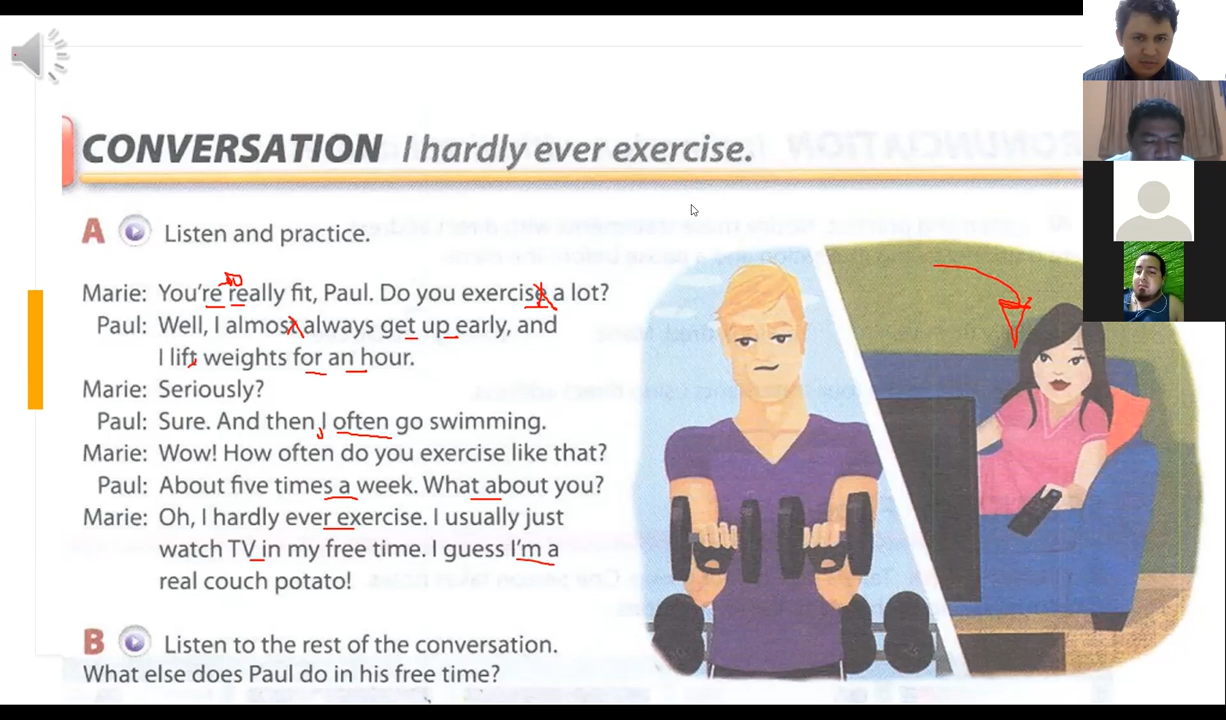 CONVERSATION I hardly ever exercise.
A Listen and practice.
Marie: You're really fit, Paul. Do you exercise a lot?
Paul: Well, I almost always get up early, and
I lift weights for an hour.
Marie: Seriously?
Paul: Sure. And then I often go swimming.
Marie: Wow! How often do you exercise like that?
Paul: About five times a week. What about you?
Marie: Oh, I hardly ever exercise. I usually just
watch TV in my free time. I guess I'm a
real couch potato!
B Listen to the rest of the conversation.
What else does Paul do in his free time?